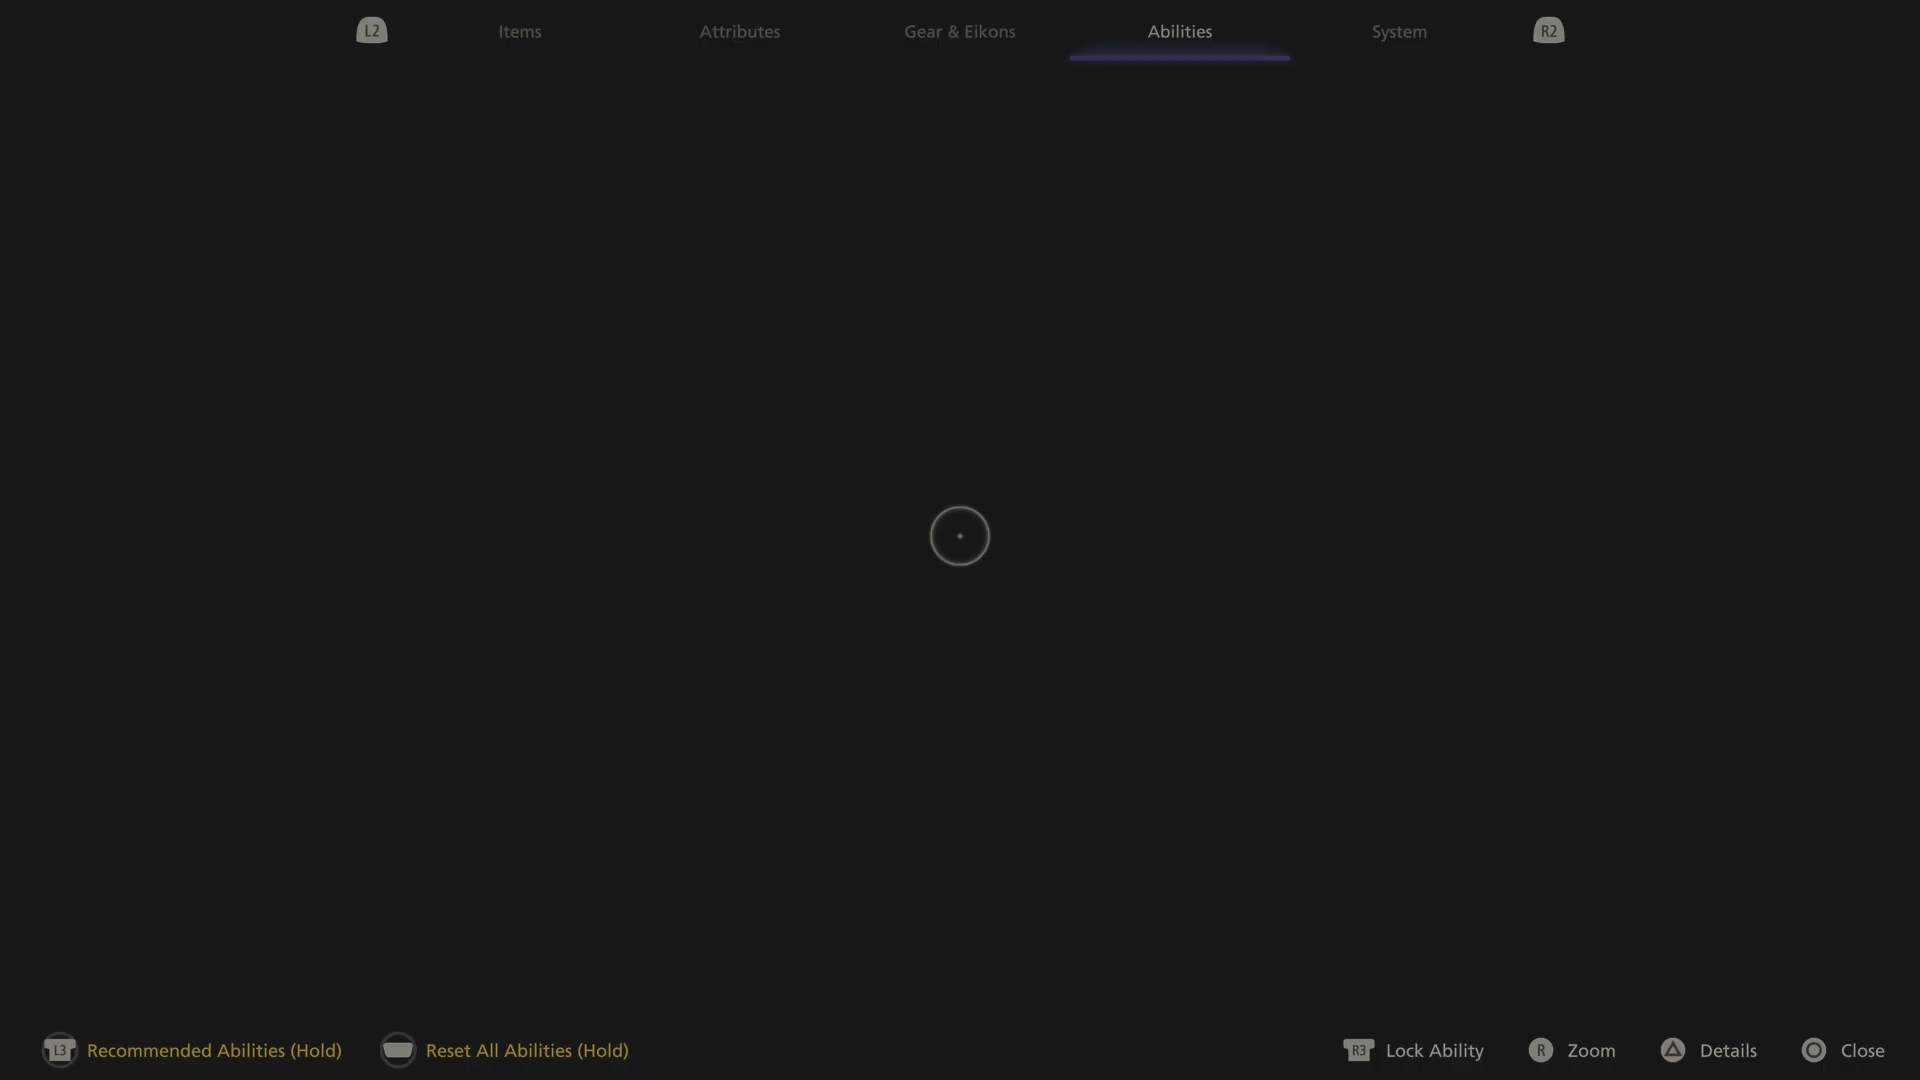 L2 Items Attributes Gear & Eikons Abilities System R2
L3 Recommended Abilities (Hold) Reset All Abilities (Hold) R3 Lock Ability R Zoom Details Close